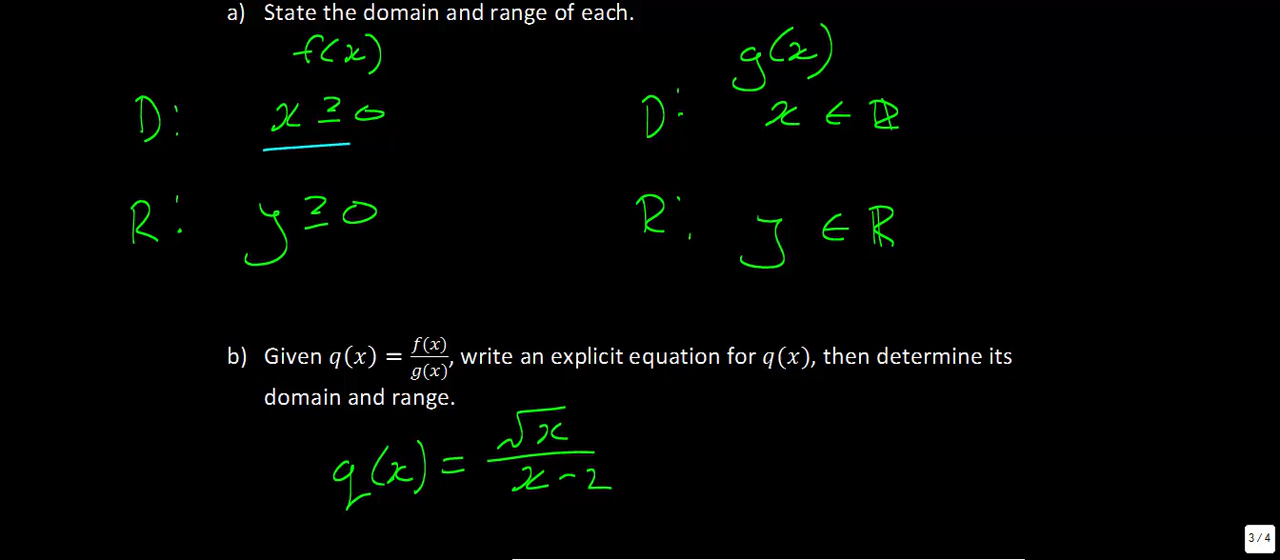 a) State the domain and range of each.
f(x) g(x)
D: x ≥ 0 D: x ∈ ℝ
R: y ≥ 0 R: y ∈ ℝ
b) Given q(x) = f(x)/g(x), write an explicit equation for q(x), then determine its
domain and range.
q(x) = √x / x - 2
3 / 4